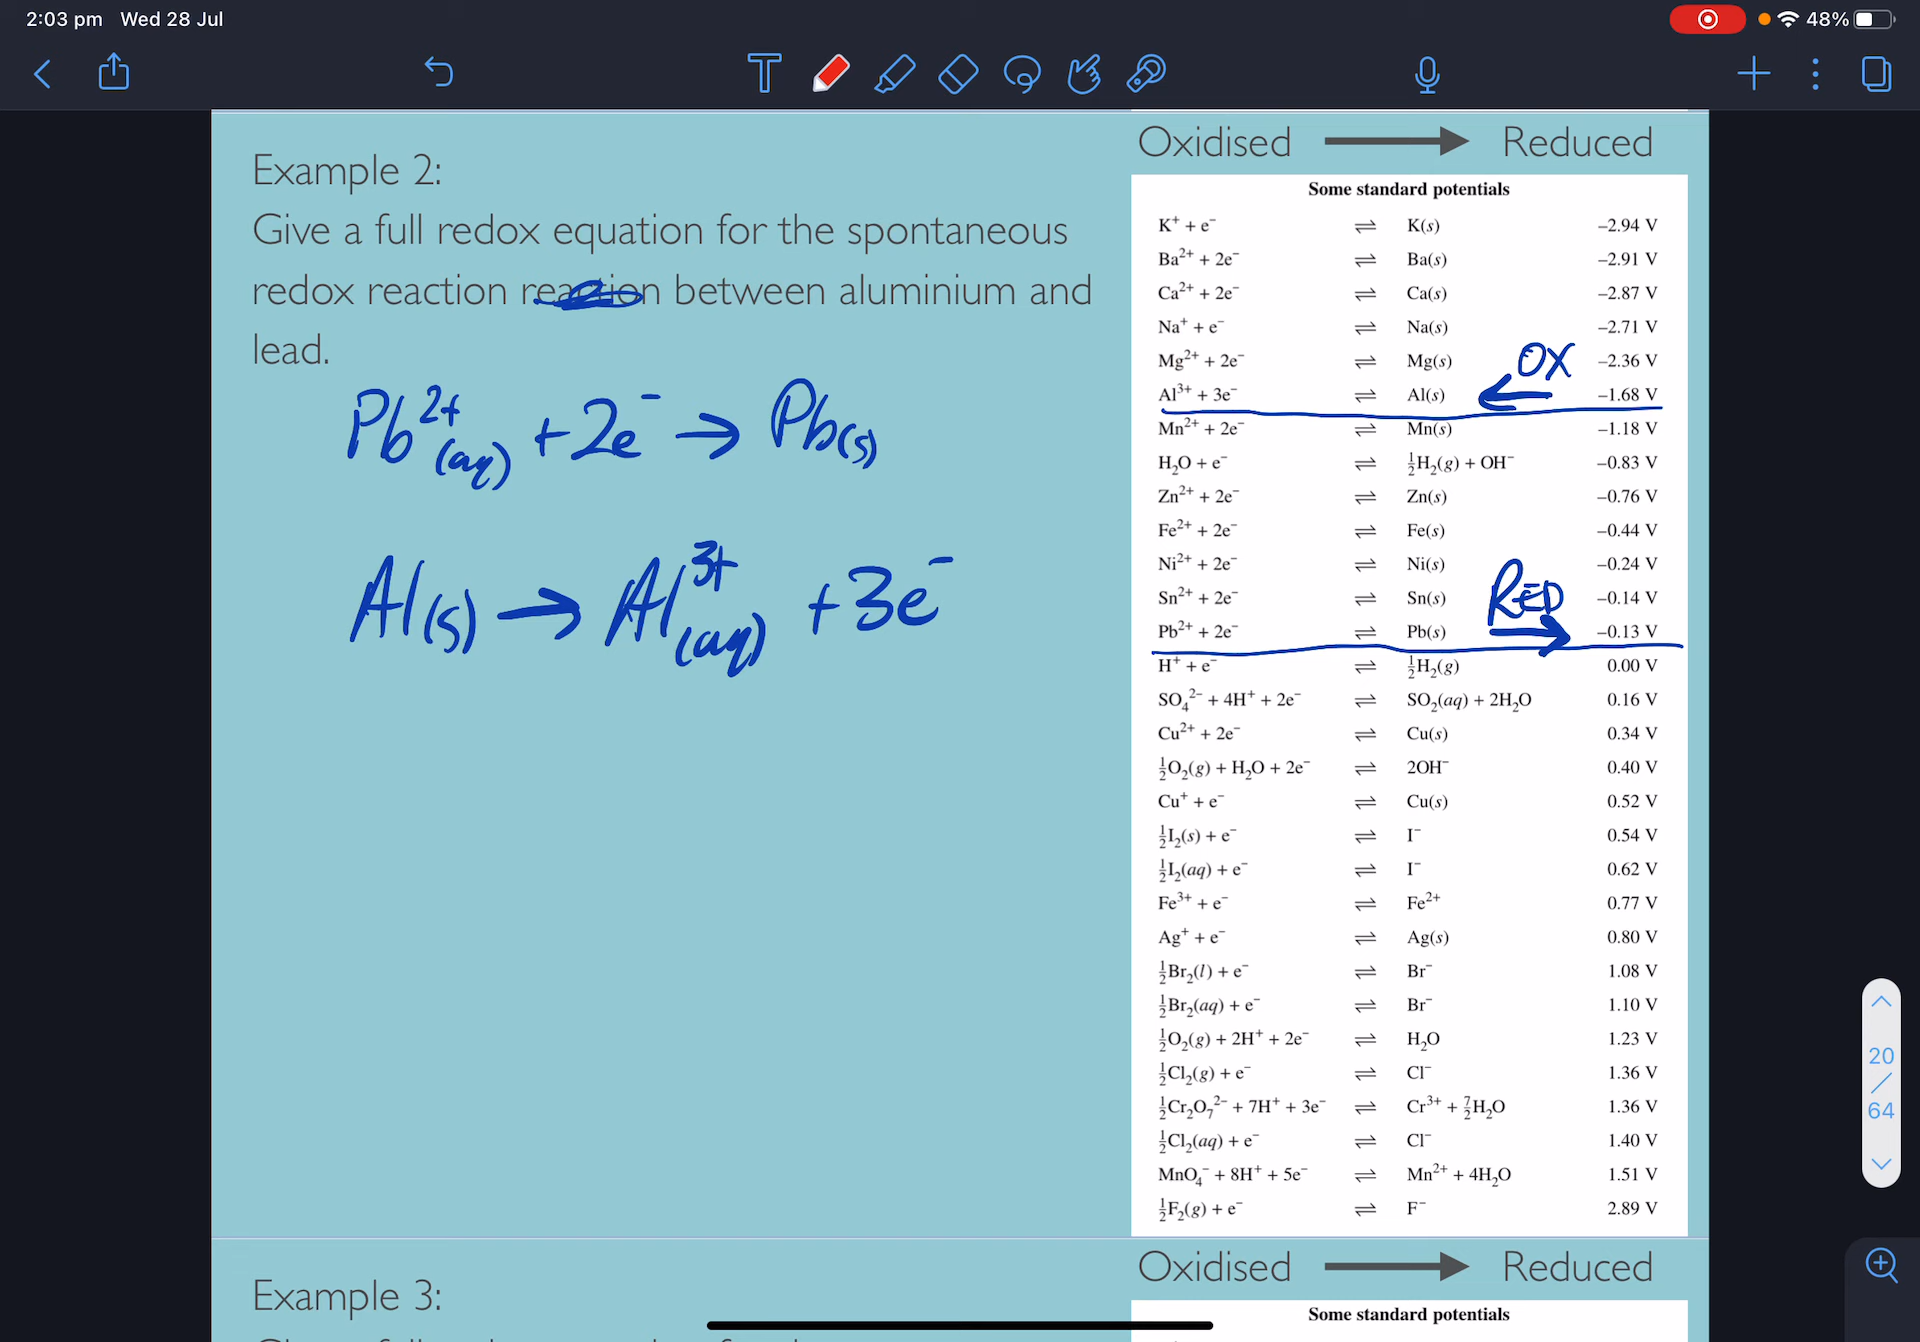 2:03 pm Wed 28 Jul
48%
Example 2:
Give a full redox equation for the spontaneous
redox reaction reaction between aluminium and
lead.
Pb²⁺(aq) + 2e⁻ → Pb(s)
Al(s) → Al³⁺(aq) + 3e⁻
Oxidised → Reduced
Some standard potentials
K⁺ + e⁻ ⇌ K(s) –2.94 V
Ba²⁺ + 2e⁻ ⇌ Ba(s) –2.91 V
Ca²⁺ + 2e⁻ ⇌ Ca(s) –2.87 V
Na⁺ + e⁻ ⇌ Na(s) –2.71 V
Mg²⁺ + 2e⁻ ⇌ Mg(s) –2.36 V
OX
Al³⁺ + 3e⁻ ⇌ Al(s) ← –1.68 V
Mn²⁺ + 2e⁻ ⇌ Mn(s) –1.18 V
H₂O + e⁻ ⇌ ½H₂(g) + OH⁻ –0.83 V
Zn²⁺ + 2e⁻ ⇌ Zn(s) –0.76 V
Fe²⁺ + 2e⁻ ⇌ Fe(s) –0.44 V
Ni²⁺ + 2e⁻ ⇌ Ni(s) –0.24 V
Sn²⁺ + 2e⁻ ⇌ Sn(s) –0.14 V
RED
Pb²⁺ + 2e⁻ ⇌ Pb(s) → –0.13 V
H⁺ + e⁻ ⇌ ½H₂(g) 0.00 V
SO₄²⁻ + 4H⁺ + 2e⁻ ⇌ SO₂(aq) + 2H₂O 0.16 V
Cu²⁺ + 2e⁻ ⇌ Cu(s) 0.34 V
½O₂(g) + H₂O + 2e⁻ ⇌ 2OH⁻ 0.40 V
Cu⁺ + e⁻ ⇌ Cu(s) 0.52 V
½I₂(s) + e⁻ ⇌ I⁻ 0.54 V
½I₂(aq) + e⁻ ⇌ I⁻ 0.62 V
Fe³⁺ + e⁻ ⇌ Fe²⁺ 0.77 V
Ag⁺ + e⁻ ⇌ Ag(s) 0.80 V
½Br₂(l) + e⁻ ⇌ Br⁻ 1.08 V
½Br₂(aq) + e⁻ ⇌ Br⁻ 1.10 V
½O₂(g) + 2H⁺ + 2e⁻ ⇌ H₂O 1.23 V
½Cl₂(g) + e⁻ ⇌ Cl⁻ 1.36 V
½Cr₂O₇²⁻ + 7H⁺ + 3e⁻ ⇌ Cr³⁺ + 7/2H₂O 1.36 V
½Cl₂(aq) + e⁻ ⇌ Cl⁻ 1.40 V
MnO₄⁻ + 8H⁺ + 5e⁻ ⇌ Mn²⁺ + 4H₂O 1.51 V
½F₂(g) + e⁻ ⇌ F⁻ 2.89 V
20
/
64
Example 3:
Oxidised → Reduced
Some standard potentials